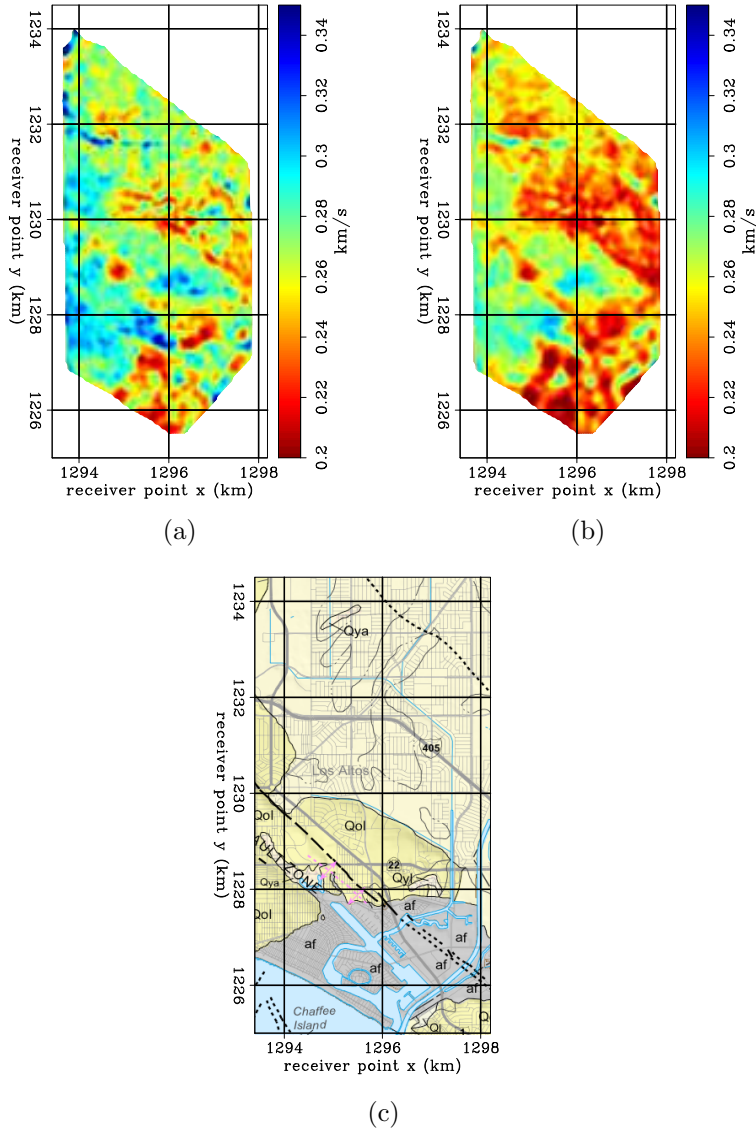 1234
1232
1230
1228
1226
receiver point y (km)
1294 1296 1298
receiver point x (km)
0.34
0.32
0.3
0.28
0.26
0.24
0.22
0.2
km/s
(a)
1234
1232
1230
1228
1226
receiver point y (km)
1294 1296 1298
receiver point x (km)
0.34
0.32
0.3
0.28
0.26
0.24
0.22
0.2
km/s
(b)
1234
1232
1230
1228
1226
receiver point y (km)
Qya
405
Los Altos
Qol
Qol
22
AULT ZONE
Qya
Qyl
Qol
af
af
af
af
af
af
Chaffee
Island
Ql
Q
1294 1296 1298
receiver point x (km)
(c)